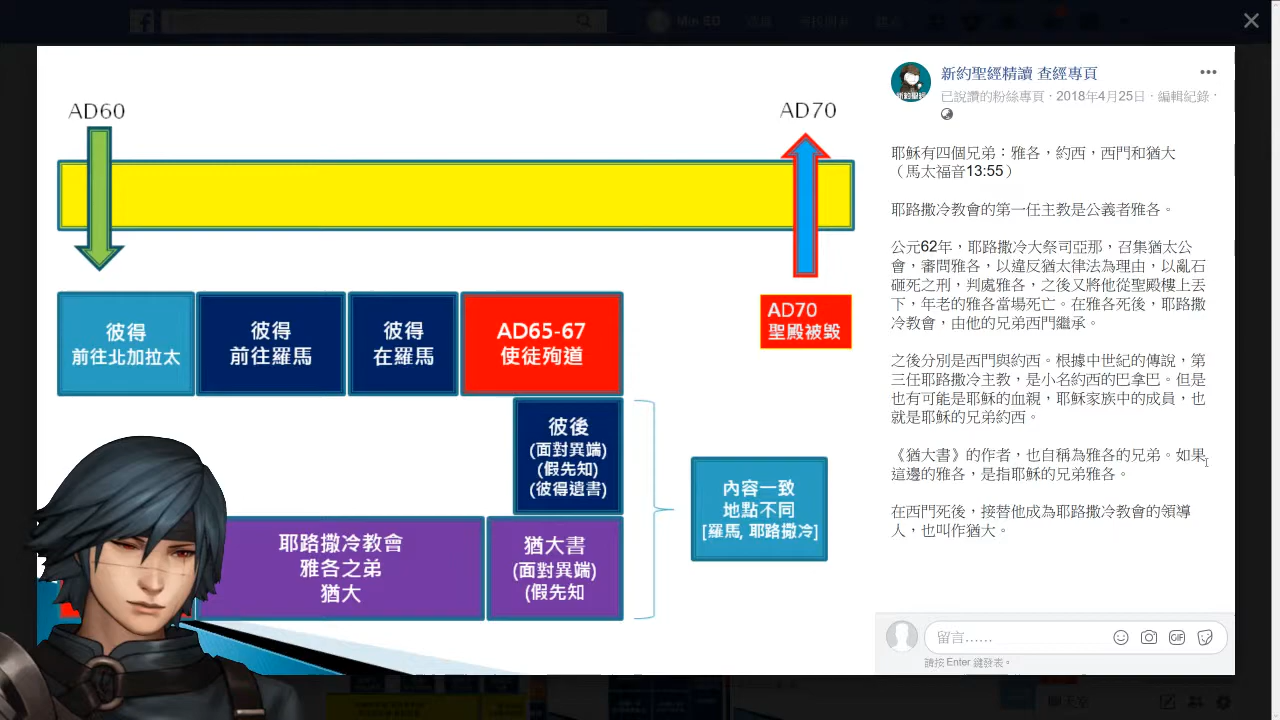 Min EO
AD60
AD70
彼得
前往北加拉太
彼得
前往羅馬
彼得
在羅馬
AD65-67
使徒殉道
AD70
聖殿被毀
彼後
(面對異端)
(假先知)
(彼得遺書)
內容一致
地點不同
[羅馬, 耶路撒冷]
耶路撒冷教會
雅各之弟
猶大
猶大書
(面對異端)
(假先知
新約聖經精讀 查經專頁
已說讚的粉絲專頁 · 2018年4月25日 · 編輯紀錄 ·
耶穌有四個兄弟：雅各，約西，西門和猶大
（馬太福音13:55）
耶路撒冷教會的第一任主教是公義者雅各。
公元62年，耶路撒冷大祭司亞那，召集猶太公
會，審問雅各，以違反猶太律法為理由，以亂石
砸死之刑，判處雅各，之後又將他從聖殿樓上丟
下，年老的雅各當場死亡。在雅各死後，耶路撒
冷教會，由他的兄弟西門繼承。
之後分別是西門與約西。根據中世紀的傳說，第
三任耶路撒冷主教，是小名約西的巴拿巴。但是
也有可能是耶穌的血親，耶穌家族中的成員，也
就是耶穌的兄弟約西。
《猶大書》的作者，也自稱為雅各的兄弟。如果
這邊的雅各，是指耶穌的兄弟雅各。
在西門死後，接替他成為耶路撒冷教會的領導
人，也叫作猶大。
留言......
GIF
請按 Enter 鍵發表。
聊天室